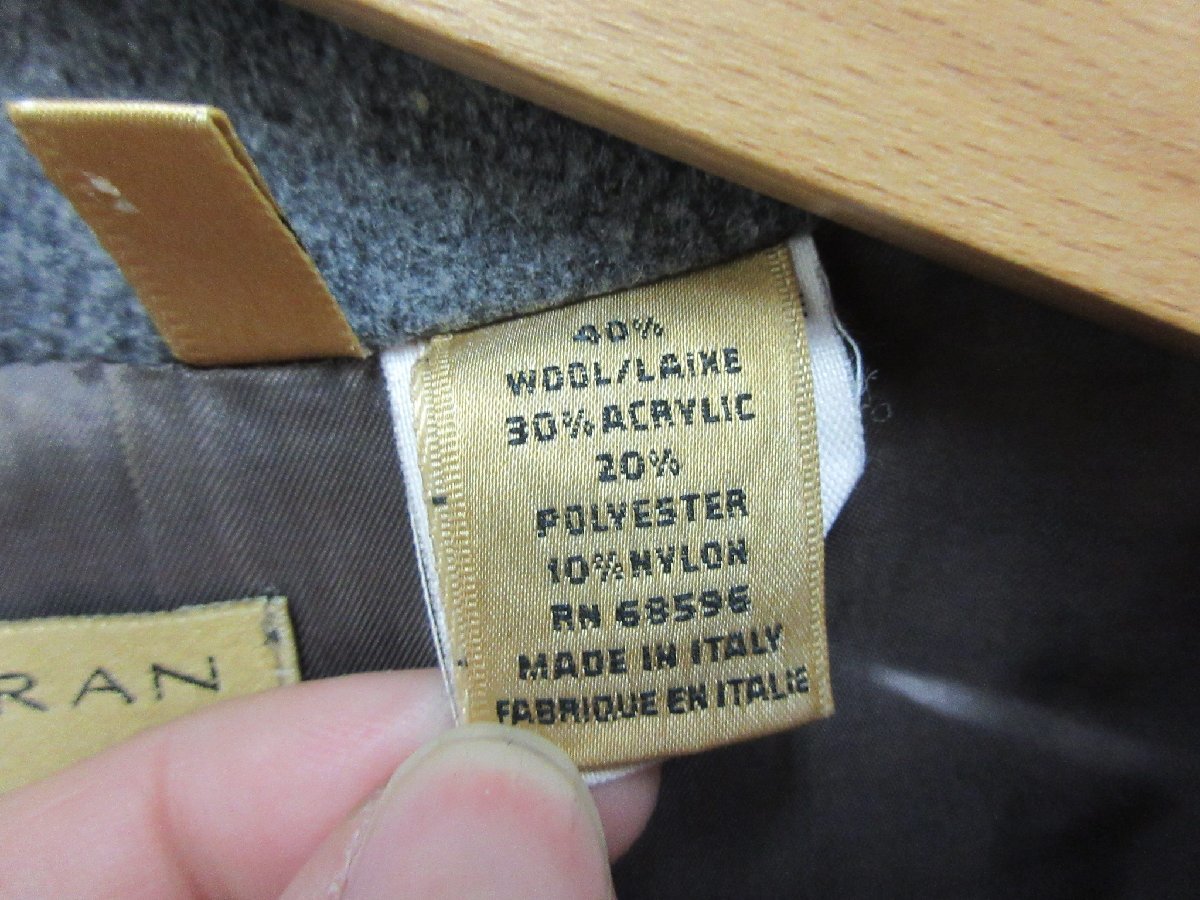 40%
WOOL/LAINE
30% ACRYLIC
20%
POLYESTER
10% NYLON
RN 68596
MADE IN ITALY
FABRIQUE EN ITALIE
RAN